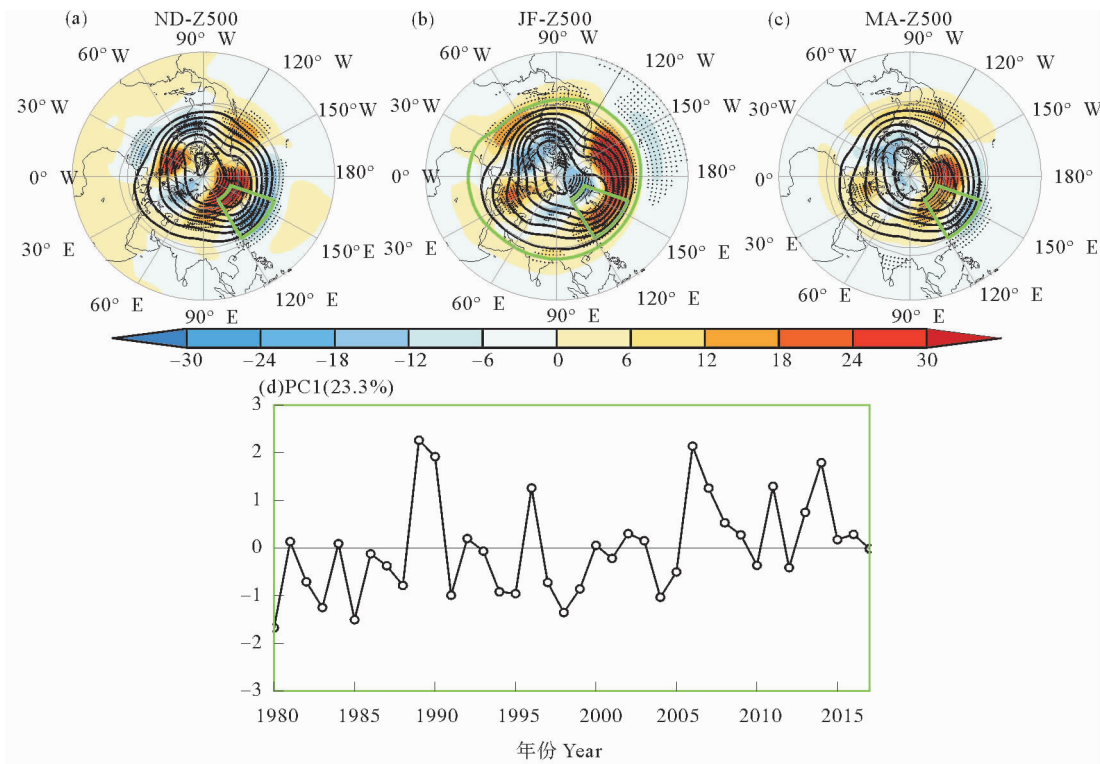 (a) ND-Z500
(b) JF-Z500
(c) MA-Z500
90° W
60° W
120° W
30° W
150° W
0° W
180°
30° E
150° E
60° E
120° E
90° E
90° W
60° W
120° W
30° W
150° W
0° W
180°
30° E
150° E
60° E
120° E
90° E
90° W
60° W
120° W
30° W
150° W
0°
180°
30° E
150° E
60° E
120° E
90° E
−30 −24 −18 −12 −6 0 6 12 18 24 30
(d)PC1(23.3%)
3
2
1
0
−1
−2
−3
1980 1985 1990 1995 2000 2005 2010 2015
年份 Year